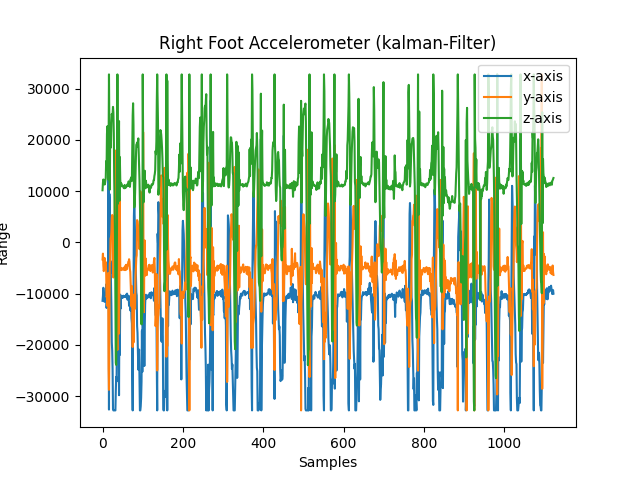 Right Foot Accelerometer (kalman-Filter)
x-axis
y-axis
z-axis
30000
20000
10000
0
−10000
−20000
−30000
Range
0 200 400 600 800 1000
Samples